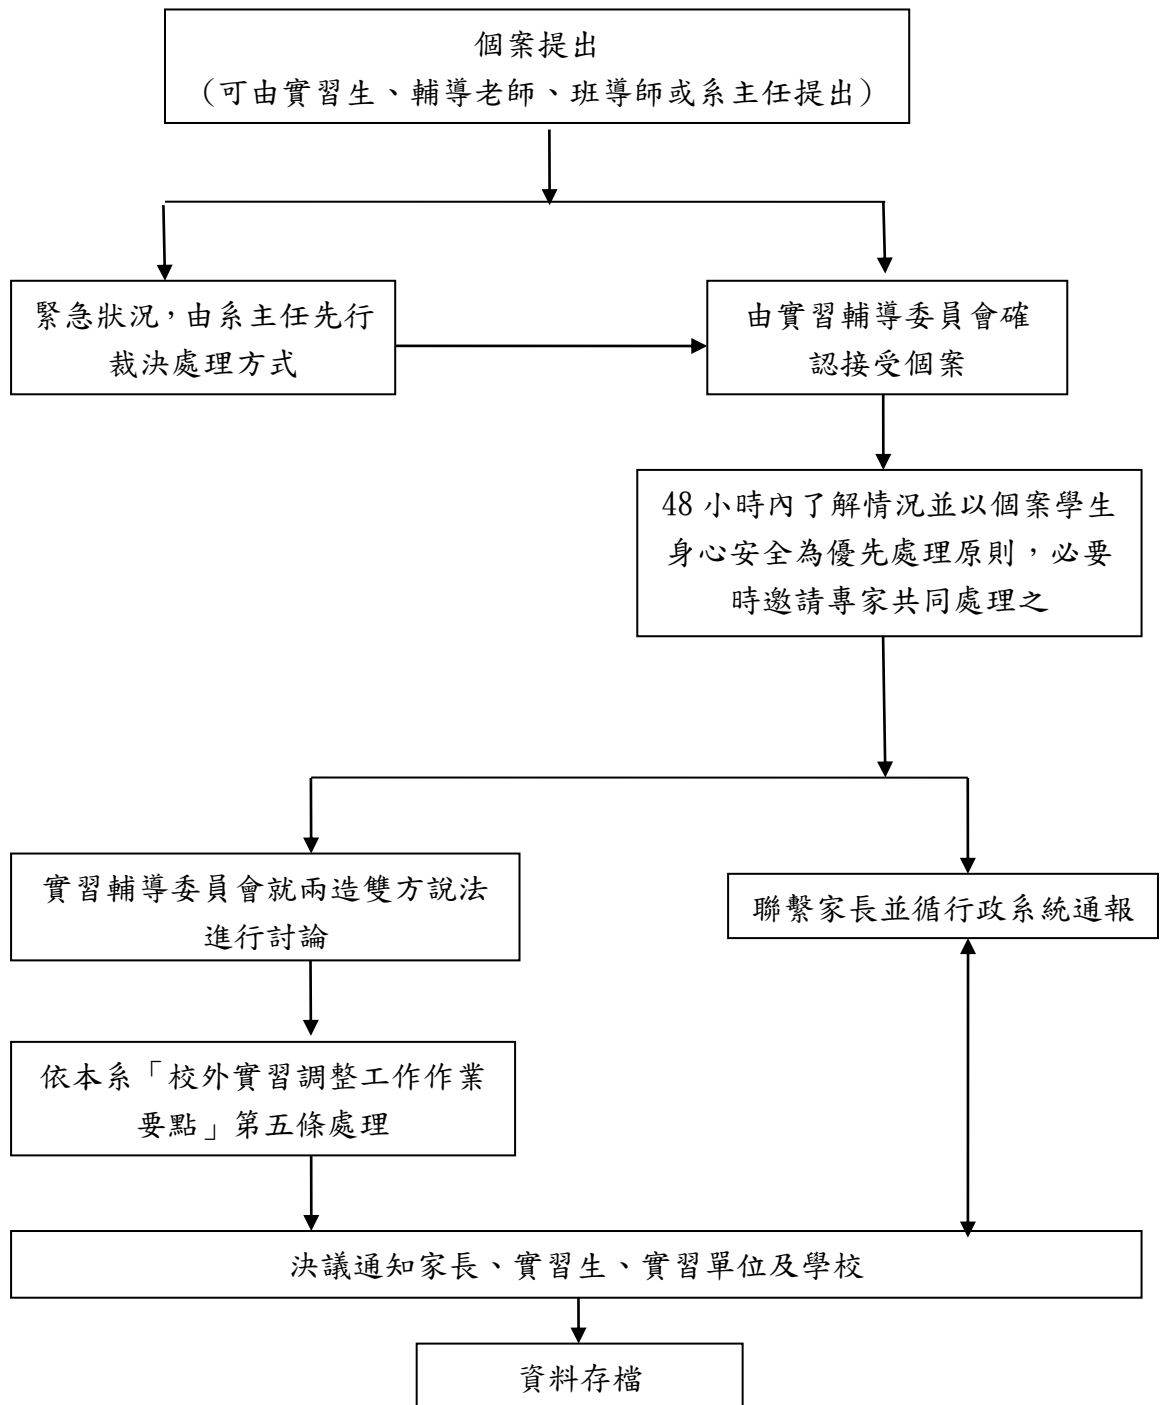 個案提出
（可由實習生、輔導老師、班導師或系主任提出）
緊急狀況，由系主任先行
裁決處理方式
由實習輔導委員會確
認接受個案
48 小時內了解情況並以個案學生
身心安全為優先處理原則，必要
時邀請專家共同處理之
實習輔導委員會就兩造雙方說法
進行討論
聯繫家長並循行政系統通報
依本系「校外實習調整工作作業
要點」第五條處理
決議通知家長、實習生、實習單位及學校
資料存檔